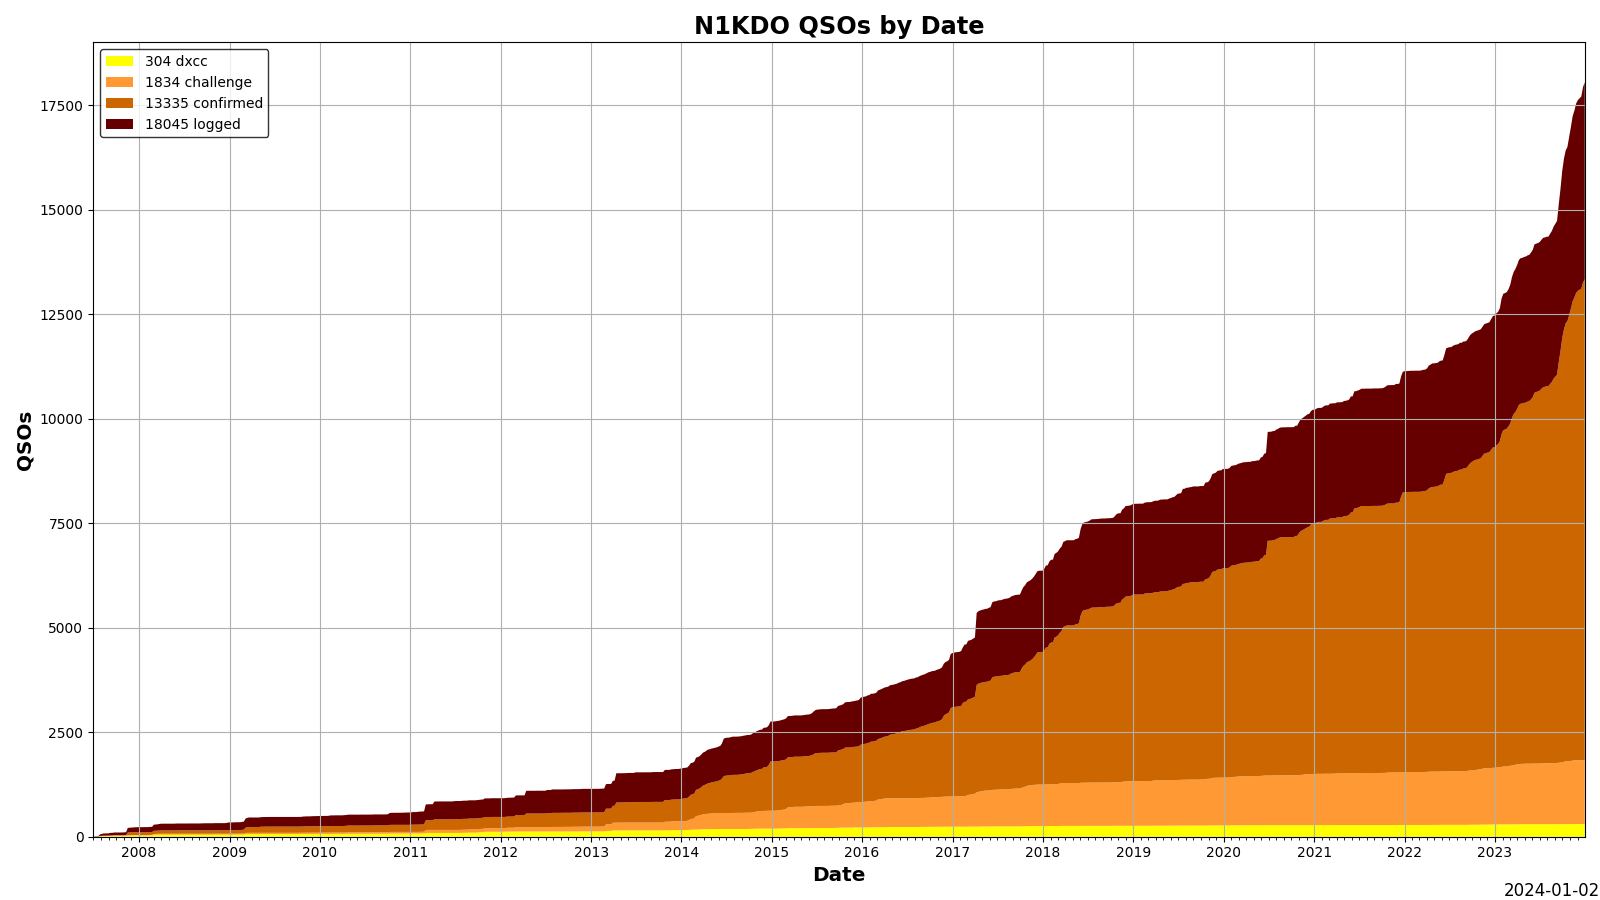 N1KDO QSOs by Date
304 dxcc
1834 challenge
13335 confirmed
18045 logged
17500
15000
12500
10000
7500
5000
2500
0
QSOs
2008 2009 2010 2011 2012 2013 2014 2015 2016 2017 2018 2019 2020 2021 2022 2023
Date
2024-01-02